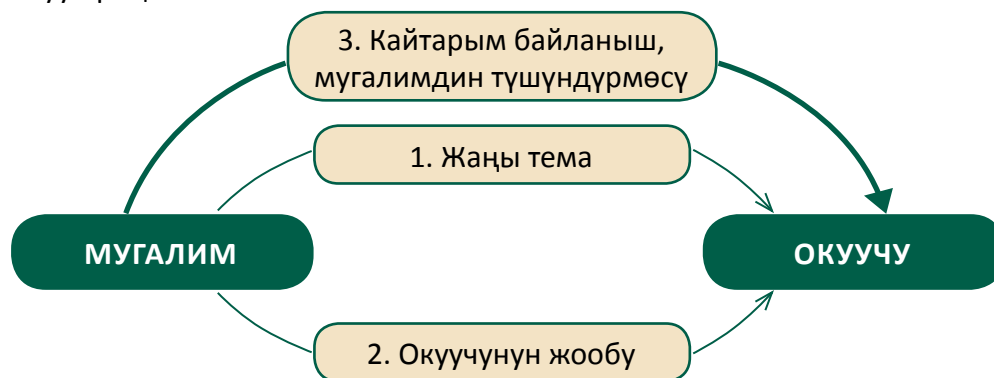 3. Кайтарым байланыш,
мугалимдин түшүндүрмөсү
1. Жаңы тема
МУГАЛИМ
ОКУУЧУ
2. Окуучунун жообу